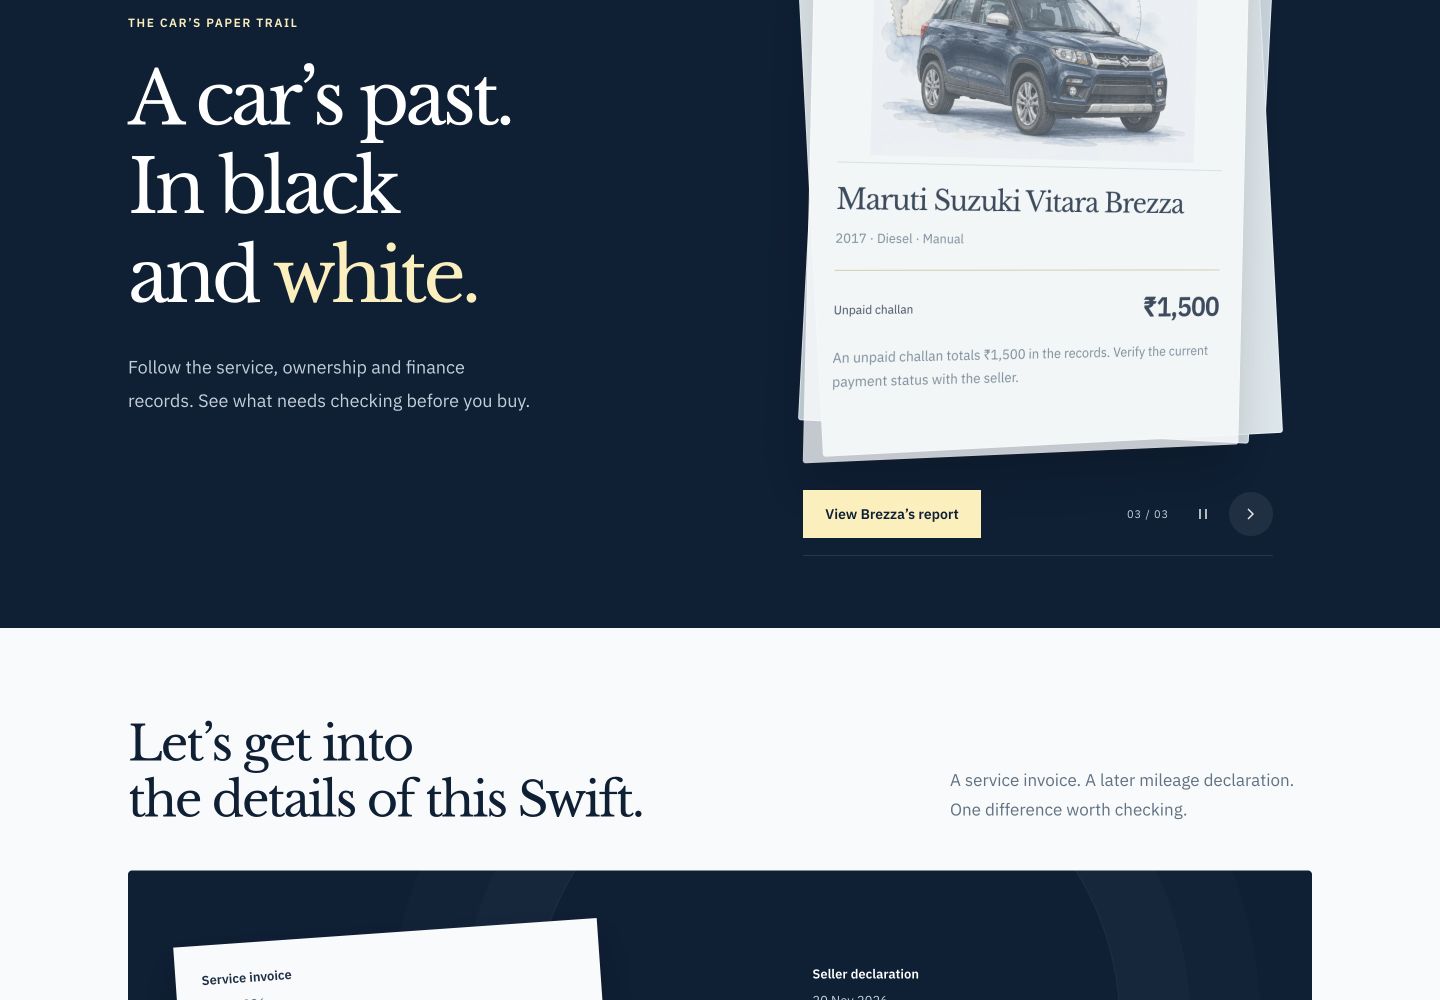 THE CAR’S PAPER TRAIL
A car’s past.
In black
and white.
Follow the service, ownership and finance
records. See what needs checking before you buy.
Maruti Suzuki Vitara Brezza
2017 · Diesel · Manual
Unpaid challan
₹1,500
An unpaid challan totals ₹1,500 in the records. Verify the current
payment status with the seller.
View Brezza’s report
03 / 03
Let’s get into
the details of this Swift.
A service invoice. A later mileage declaration.
One difference worth checking.
Service invoice
Seller declaration